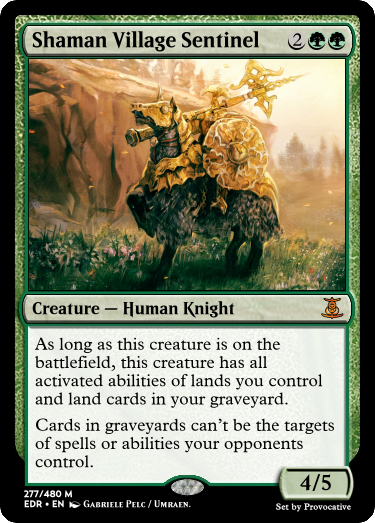 Shaman Village Sentinel 2
Creature — Human Knight
As long as this creature is on the
battlefield, this creature has all
activated abilities of lands you control
and land cards in your graveyard.
Cards in graveyards can't be the targets
of spells or abilities your opponents
control.
4/5
277/480 M
EDR • EN GABRIELE PELC / UMRAEN.
Set by Provocative